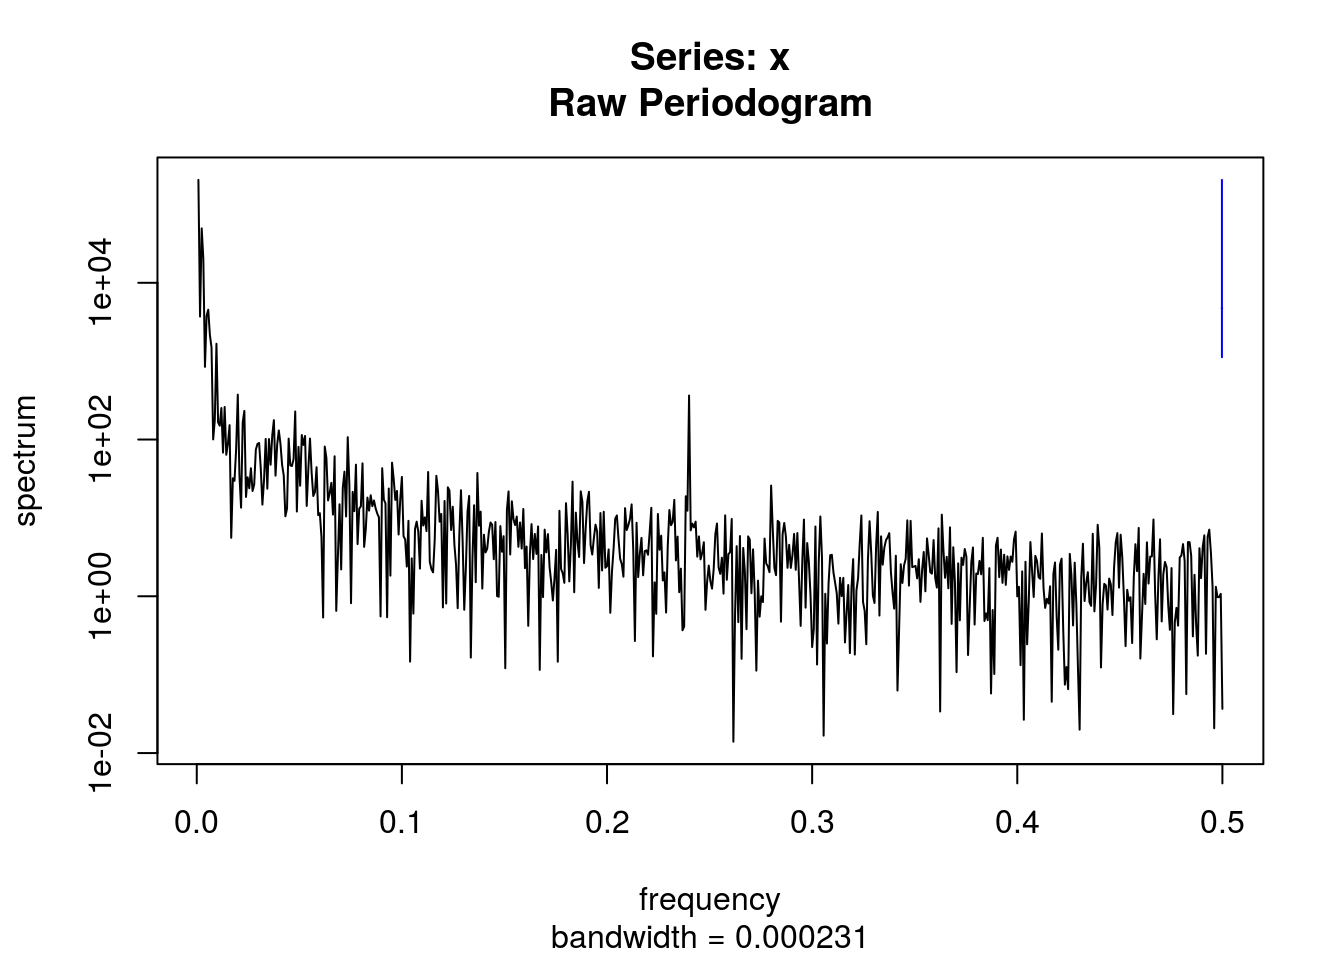 Series: x
Raw Periodogram
spectrum
1e+04
1e+02
1e+00
1e-02
0.0 0.1 0.2 0.3 0.4 0.5
frequency
bandwidth = 0.000231